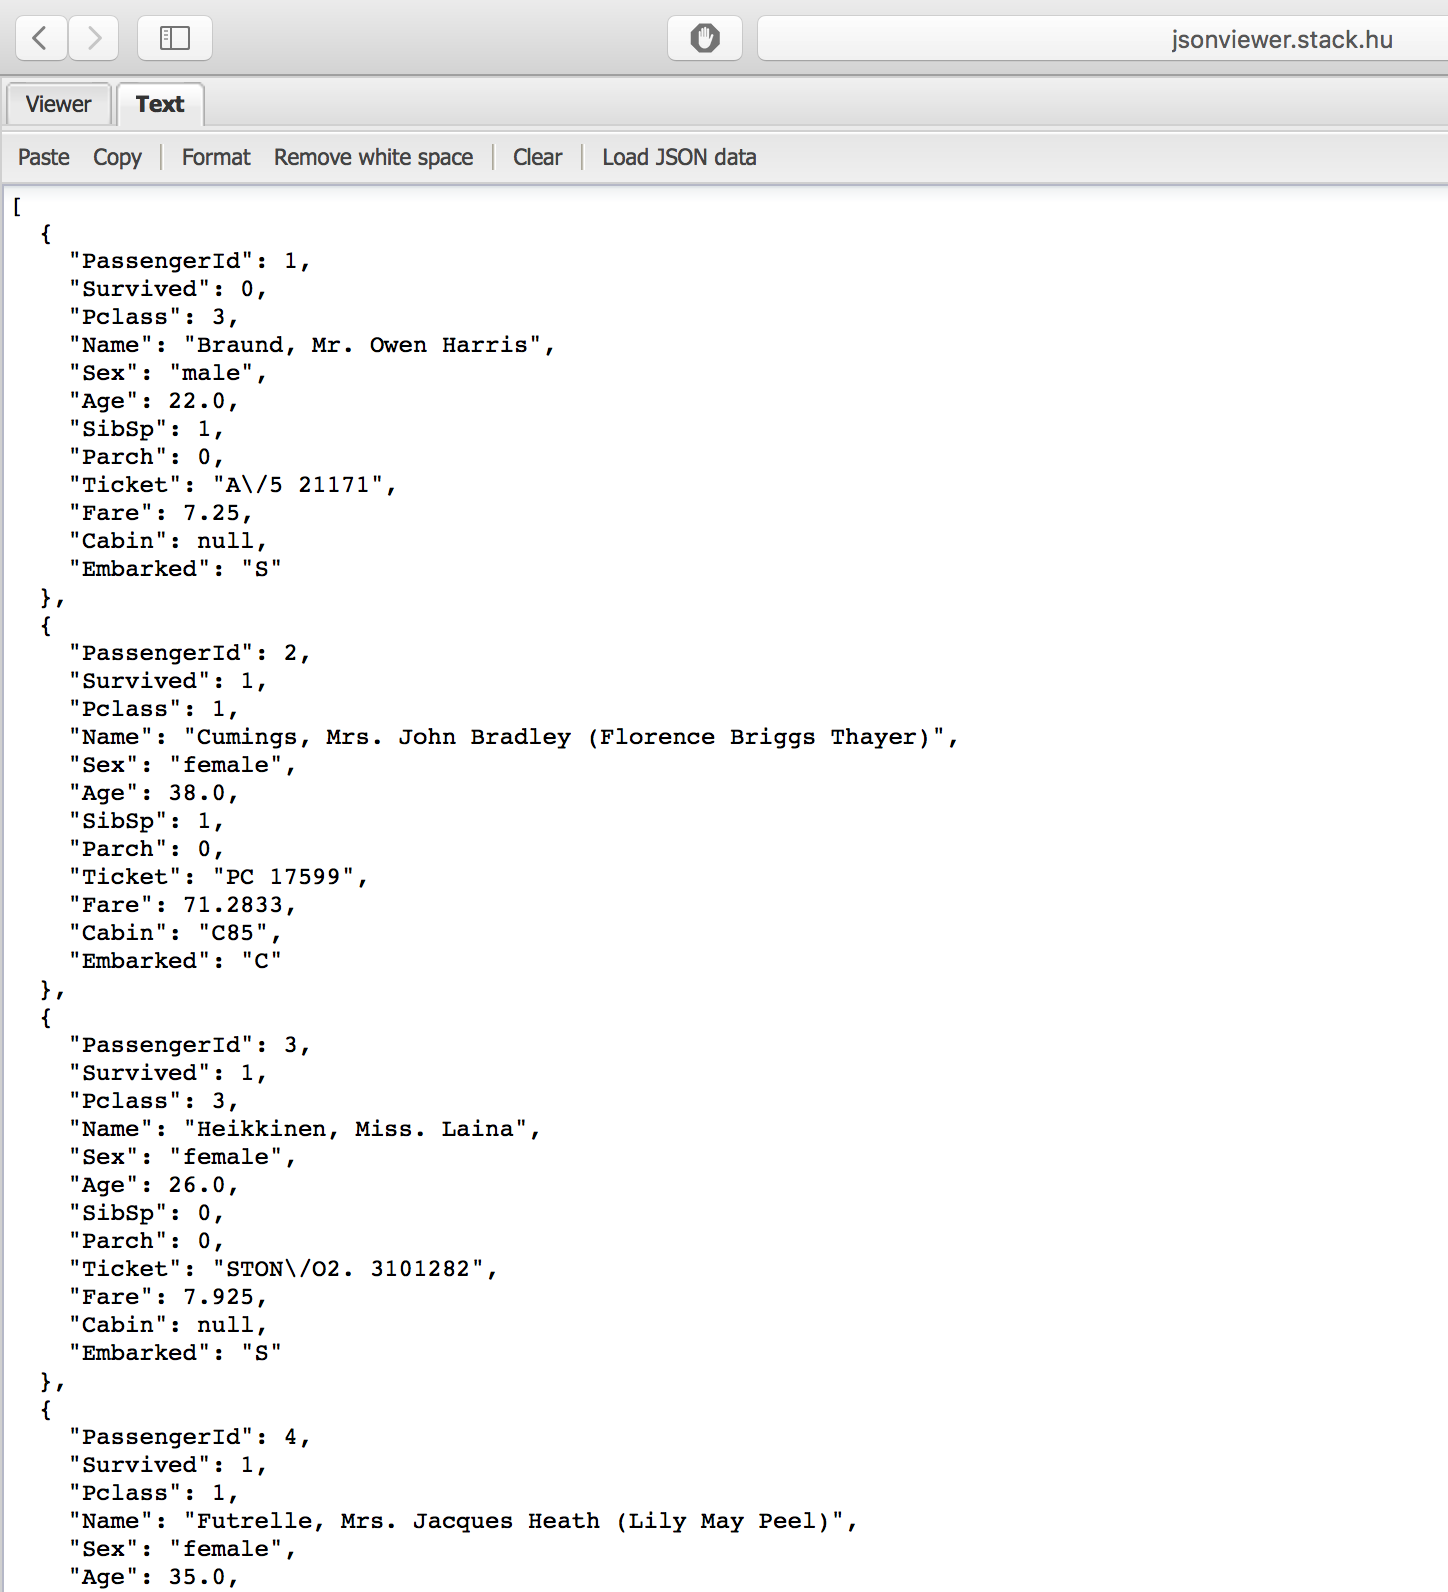 jsonviewer.stack.hu
Viewer Text
Paste Copy Format Remove white space Clear Load JSON data
[
  {
    "PassengerId": 1,
    "Survived": 0,
    "Pclass": 3,
    "Name": "Braund, Mr. Owen Harris",
    "Sex": "male",
    "Age": 22.0,
    "SibSp": 1,
    "Parch": 0,
    "Ticket": "A\/5 21171",
    "Fare": 7.25,
    "Cabin": null,
    "Embarked": "S"
  },
  {
    "PassengerId": 2,
    "Survived": 1,
    "Pclass": 1,
    "Name": "Cumings, Mrs. John Bradley (Florence Briggs Thayer)",
    "Sex": "female",
    "Age": 38.0,
    "SibSp": 1,
    "Parch": 0,
    "Ticket": "PC 17599",
    "Fare": 71.2833,
    "Cabin": "C85",
    "Embarked": "C"
  },
  {
    "PassengerId": 3,
    "Survived": 1,
    "Pclass": 3,
    "Name": "Heikkinen, Miss. Laina",
    "Sex": "female",
    "Age": 26.0,
    "SibSp": 0,
    "Parch": 0,
    "Ticket": "STON\/O2. 3101282",
    "Fare": 7.925,
    "Cabin": null,
    "Embarked": "S"
  },
  {
    "PassengerId": 4,
    "Survived": 1,
    "Pclass": 1,
    "Name": "Futrelle, Mrs. Jacques Heath (Lily May Peel)",
    "Sex": "female",
    "Age": 35.0,